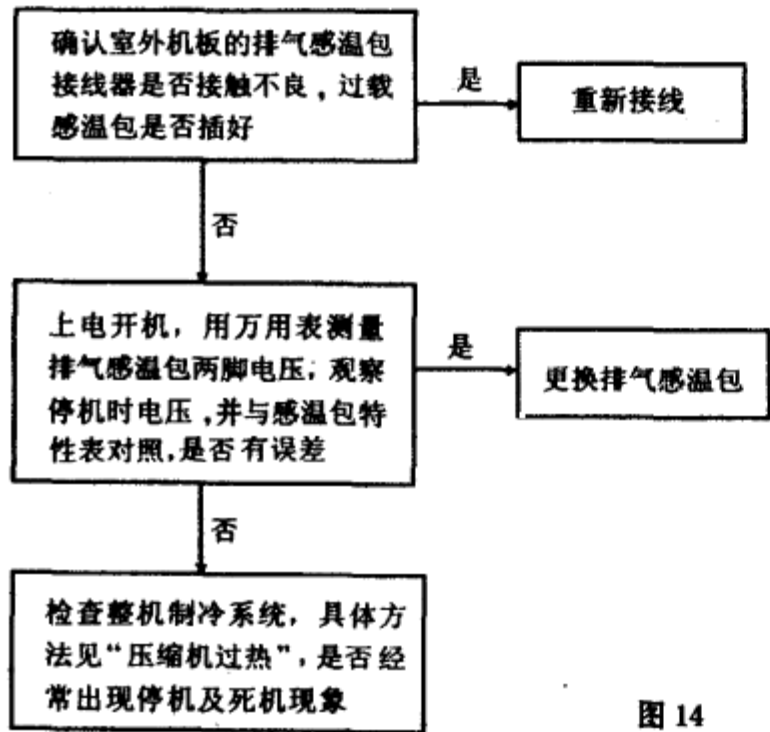 确认室外机板的排气感温包
接线器是否接触不良，过载
感温包是否插好
是
重新接线
否
上电开机，用万用表测量
排气感温包两脚电压，观察
停机时电压，并与感温包特
性表对照，是否有误差
是
更换排气感温包
否
检查整机制冷系统，具体方
法见“压缩机过热”，是否经
常出现停机及死机现象
图 14